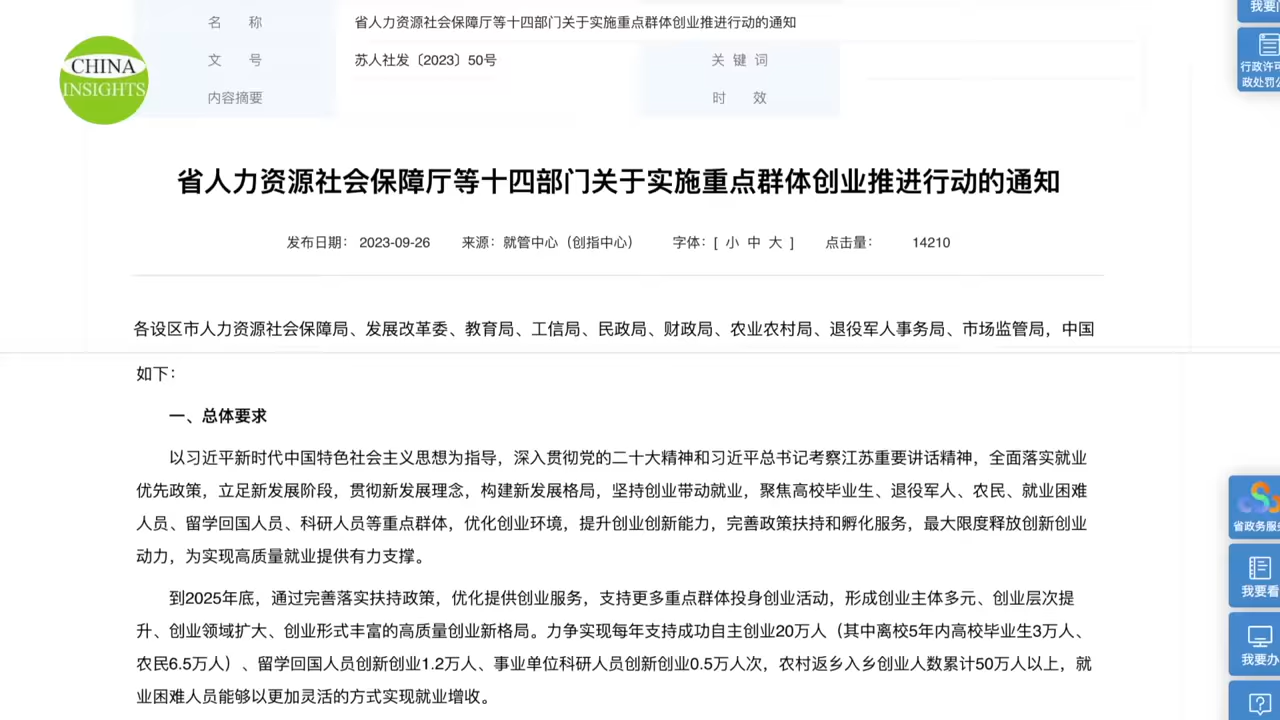 名 称 省人力资源社会保障厅等十四部门关于实施重点群体创业推进行动的通知
我要问
CHINA
INSIGHTS
文 号 苏人社发〔2023〕50号 关 键 词
内容摘要 时 效
行政许可
政处罚公
省人力资源社会保障厅等十四部门关于实施重点群体创业推进行动的通知
发布日期: 2023-09-26 来源: 就管中心（创指中心） 字体: [ 小 中 大 ] 点击量: 14210
各设区市人力资源社会保障局、发展改革委、教育局、工信局、民政局、财政局、农业农村局、退役军人事务局、市场监管局，中国
如下：
一、总体要求
以习近平新时代中国特色社会主义思想为指导，深入贯彻党的二十大精神和习近平总书记考察江苏重要讲话精神，全面落实就业
优先政策，立足新发展阶段，贯彻新发展理念，构建新发展格局，坚持创业带动就业，聚焦高校毕业生、退役军人、农民、就业困难
人员、留学回国人员、科研人员等重点群体，优化创业环境，提升创业创新能力，完善政策扶持和孵化服务，最大限度释放创新创业
动力，为实现高质量就业提供有力支撑。
到2025年底，通过完善落实扶持政策，优化提供创业服务，支持更多重点群体投身创业活动，形成创业主体多元、创业层次提
升、创业领域扩大、创业形式丰富的高质量创业新格局。力争实现每年支持成功自主创业20万人（其中离校5年内高校毕业生3万人、
农民6.5万人）、留学回国人员创新创业1.2万人、事业单位科研人员创新创业0.5万人次，农村返乡入乡创业人数累计50万人以上，就
业困难人员能够以更加灵活的方式实现就业增收。
省政务服务
我要看
我要办